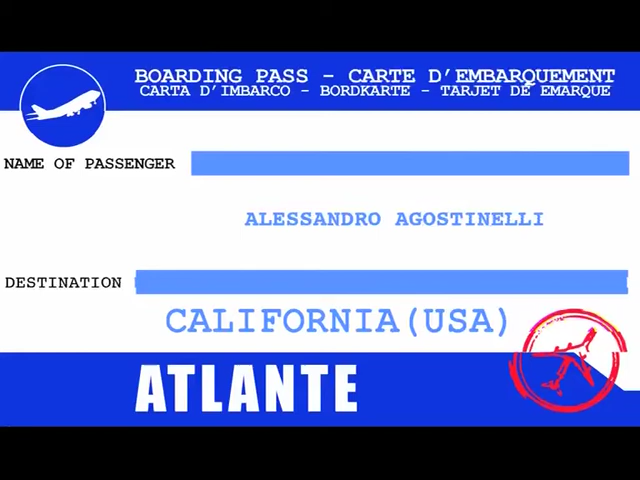 BOARDING PASS - CARTE D'EMBARQUEMENT
CARTA D'IMBARCO - BORDKARTE - TARJET DE EMARQUE
NAME OF PASSENGER
ALESSANDRO AGOSTINELLI
DESTINATION
CALIFORNIA(USA)
ATLANTE